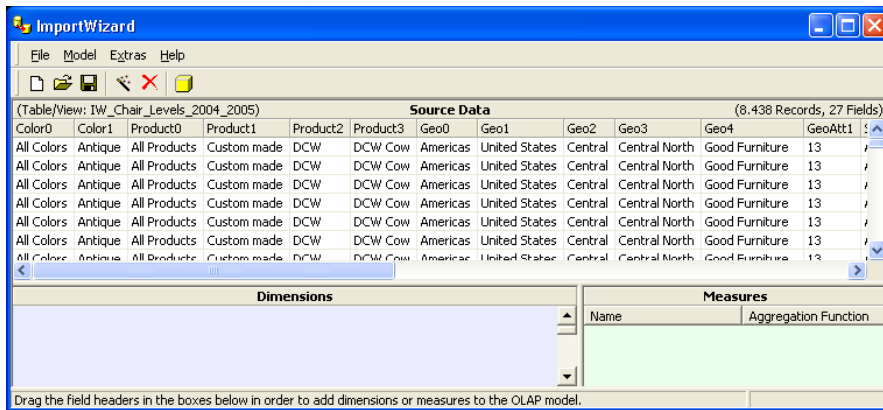 ImportWizard
File Model Extras Help
(Table/View: IW_Chair_Levels_2004_2005) Source Data (8.438 Records, 27 Fields)
Color0 Color1 Product0 Product1 Product2 Product3 Geo0 Geo1 Geo2 Geo3 Geo4 GeoAtt1
All Colors Antique All Products Custom made DCW DCW Cow Americas United States Central Central North Good Furniture 13
All Colors Antique All Products Custom made DCW DCW Cow Americas United States Central Central North Good Furniture 13
All Colors Antique All Products Custom made DCW DCW Cow Americas United States Central Central North Good Furniture 13
All Colors Antique All Products Custom made DCW DCW Cow Americas United States Central Central North Good Furniture 13
All Colors Antique All Products Custom made DCW DCW Cow Americas United States Central Central North Good Furniture 13
All Colors Antique All Products Custom made DCW DCW Cow Americas United States Central Central North Good Furniture 13
Dimensions Measures
Name Aggregation Function
Drag the field headers in the boxes below in order to add dimensions or measures to the OLAP model.